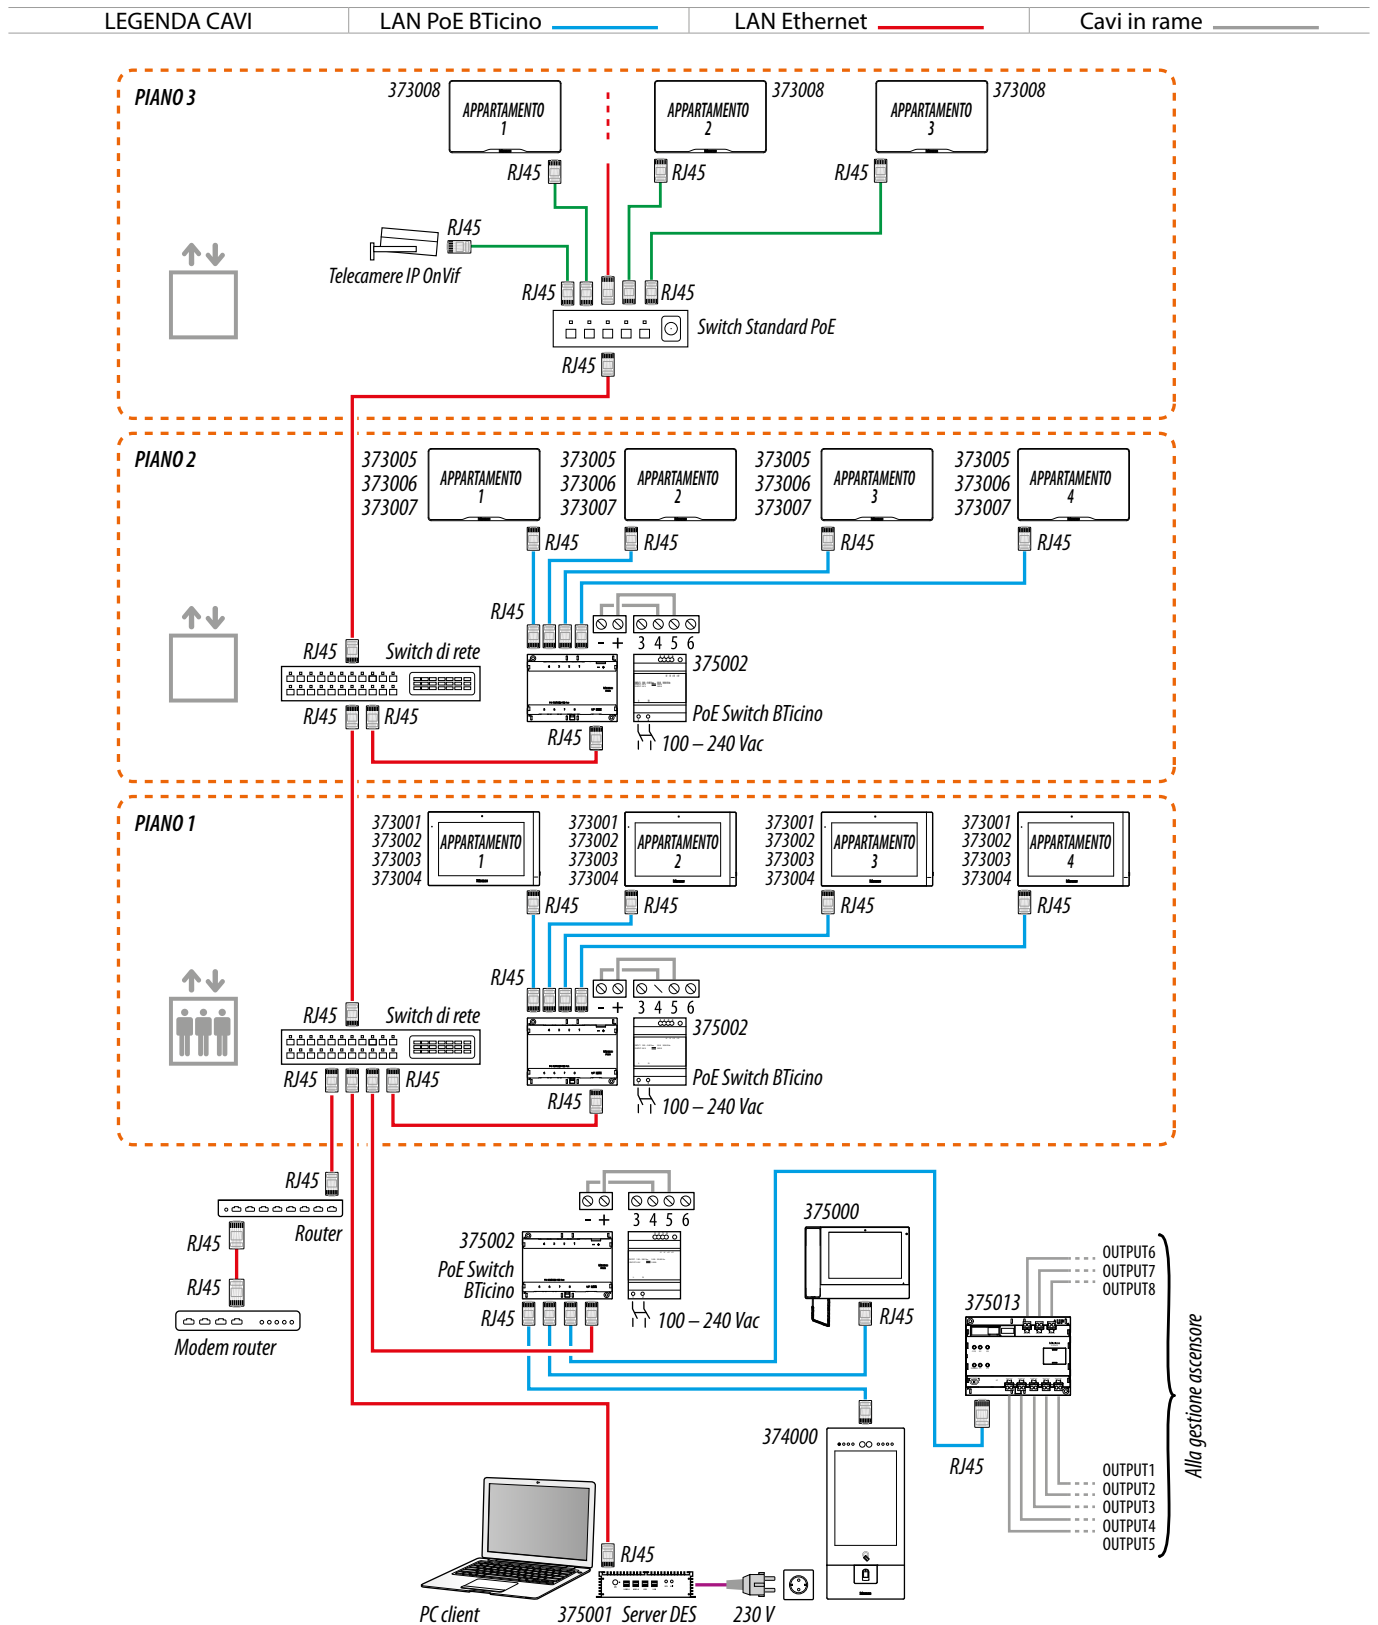 LEGENDA CAVI
LAN PoE BTicino
LAN Ethernet
Cavi in rame
PIANO 3
373008
APPARTAMENTO
1
373008
APPARTAMENTO
2
373008
APPARTAMENTO
3
RJ45
RJ45
RJ45
RJ45
Telecamere IP OnVif
RJ45
RJ45
Switch Standard PoE
RJ45
PIANO 2
373005
373006
373007
APPARTAMENTO
1
373005
373006
373007
APPARTAMENTO
2
373005
373006
373007
APPARTAMENTO
3
373005
373006
373007
APPARTAMENTO
4
RJ45
RJ45
RJ45
RJ45
RJ45
- +
3 4 5 6
RJ45
Switch di rete
375002
PoE Switch BTicino
RJ45
RJ45
RJ45
100 – 240 Vac
PIANO 1
373001
373002
373003
373004
APPARTAMENTO
1
373001
373002
373003
373004
APPARTAMENTO
2
373001
373002
373003
373004
APPARTAMENTO
3
373001
373002
373003
373004
APPARTAMENTO
4
RJ45
RJ45
RJ45
RJ45
RJ45
- +
3 4 5 6
RJ45
Switch di rete
375002
PoE Switch BTicino
RJ45
RJ45
RJ45
100 – 240 Vac
RJ45
Router
RJ45
RJ45
Modem router
- +
3 4 5 6
375002
PoE Switch
BTicino
RJ45
100 – 240 Vac
375000
RJ45
375013
OUTPUT6
OUTPUT7
OUTPUT8
Alla gestione ascensore
RJ45
OUTPUT1
OUTPUT2
OUTPUT3
OUTPUT4
OUTPUT5
374000
RJ45
PC client
375001 Server DES
230 V